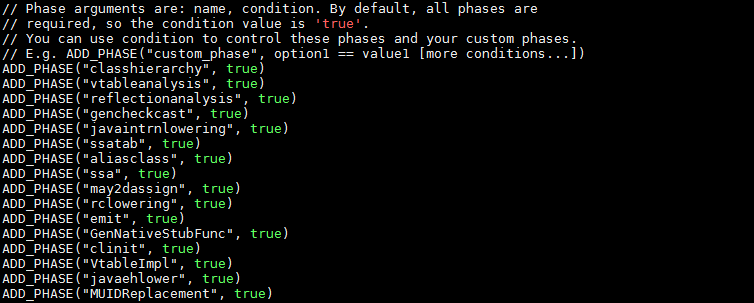 // Phase arguments are: name, condition. By default, all phases are
// required, so the condition value is 'true'.
// You can use condition to control these phases and your custom phases.
// E.g. ADD_PHASE("custom_phase", option1 == value1 [more conditions...])
ADD_PHASE("classhierarchy", true)
ADD_PHASE("vtableanalysis", true)
ADD_PHASE("reflectionanalysis", true)
ADD_PHASE("gencheckcast", true)
ADD_PHASE("javaintrnlowering", true)
ADD_PHASE("ssatab", true)
ADD_PHASE("aliasclass", true)
ADD_PHASE("ssa", true)
ADD_PHASE("may2dassign", true)
ADD_PHASE("rclowering", true)
ADD_PHASE("emit", true)
ADD_PHASE("GenNativeStubFunc", true)
ADD_PHASE("clinit", true)
ADD_PHASE("VtableImpl", true)
ADD_PHASE("javaehlower", true)
ADD_PHASE("MUIDReplacement", true)